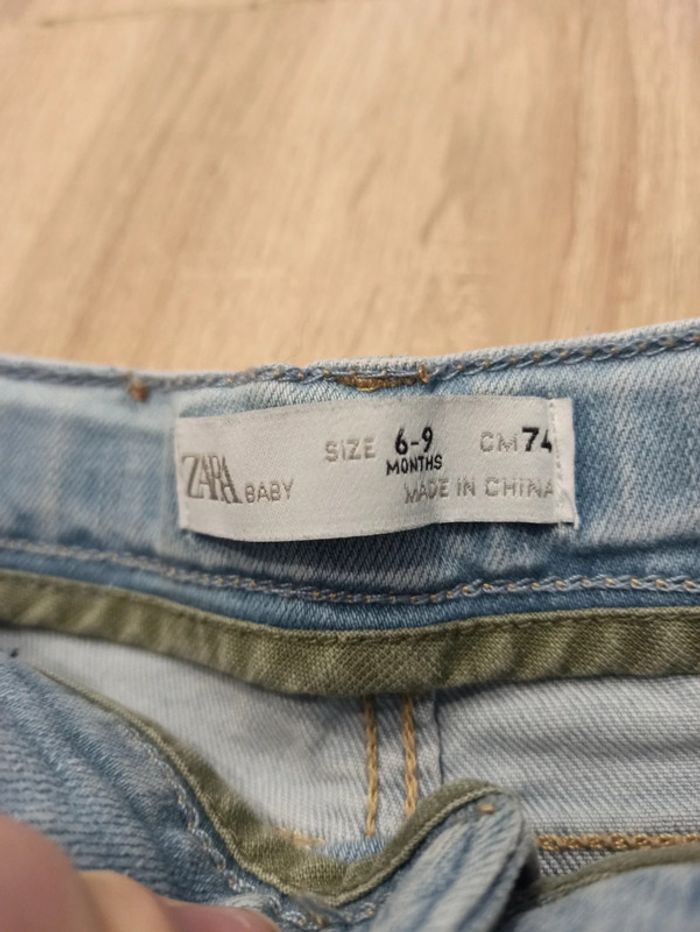 ZARA BABY
SIZE 6-9 CM 74
MONTHS
MADE IN CHINA